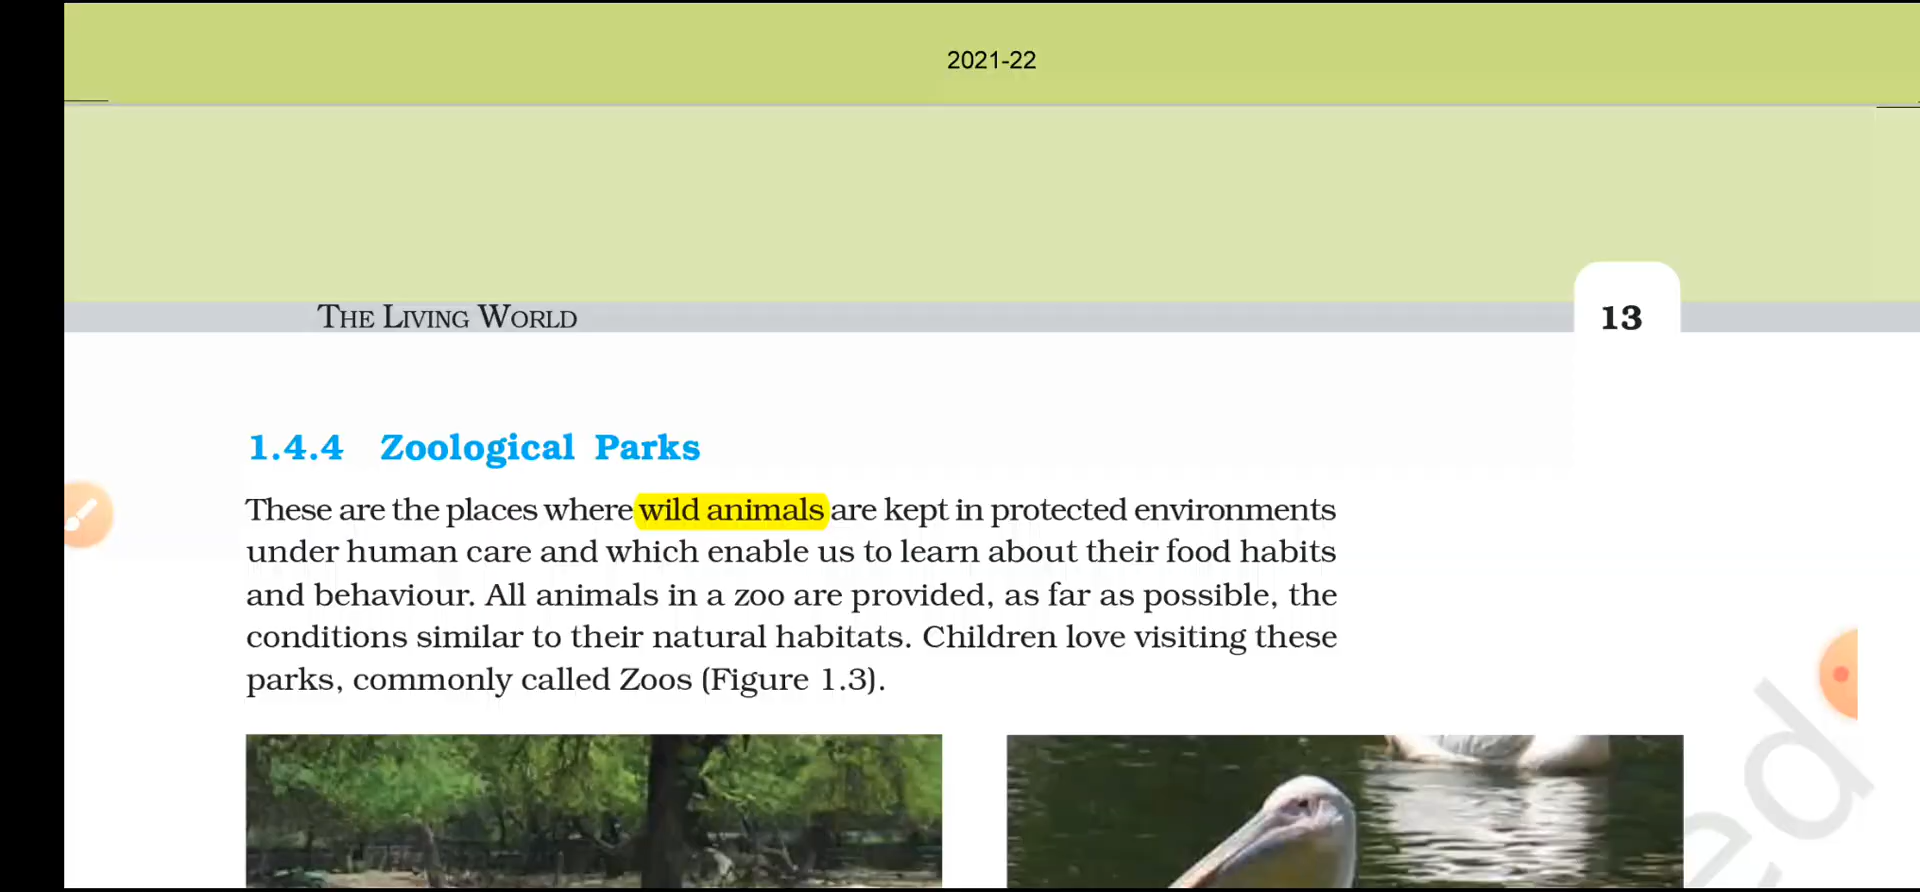 2021-22
THE LIVING WORLD
13
1.4.4 Zoological Parks
These are the places where wild animals are kept in protected environments
under human care and which enable us to learn about their food habits
and behaviour. All animals in a zoo are provided, as far as possible, the
conditions similar to their natural habitats. Children love visiting these
parks, commonly called Zoos (Figure 1.3).
ed